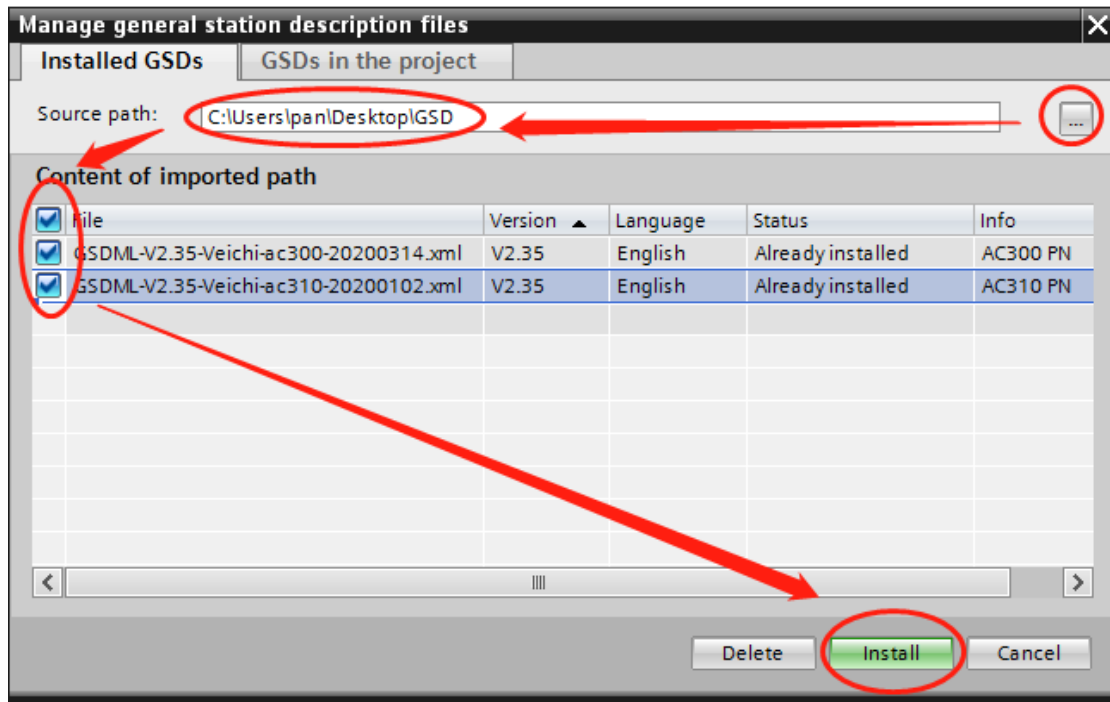 Manage general station description files
Installed GSDs GSDs in the project
Source path: C:\Users\pan\Desktop\GSD ...
Content of imported path
File Version Language Status Info
GSDML-V2.35-Veichi-ac300-20200314.xml V2.35 English Already installed AC300 PN
GSDML-V2.35-Veichi-ac310-20200102.xml V2.35 English Already installed AC310 PN
Delete Install Cancel